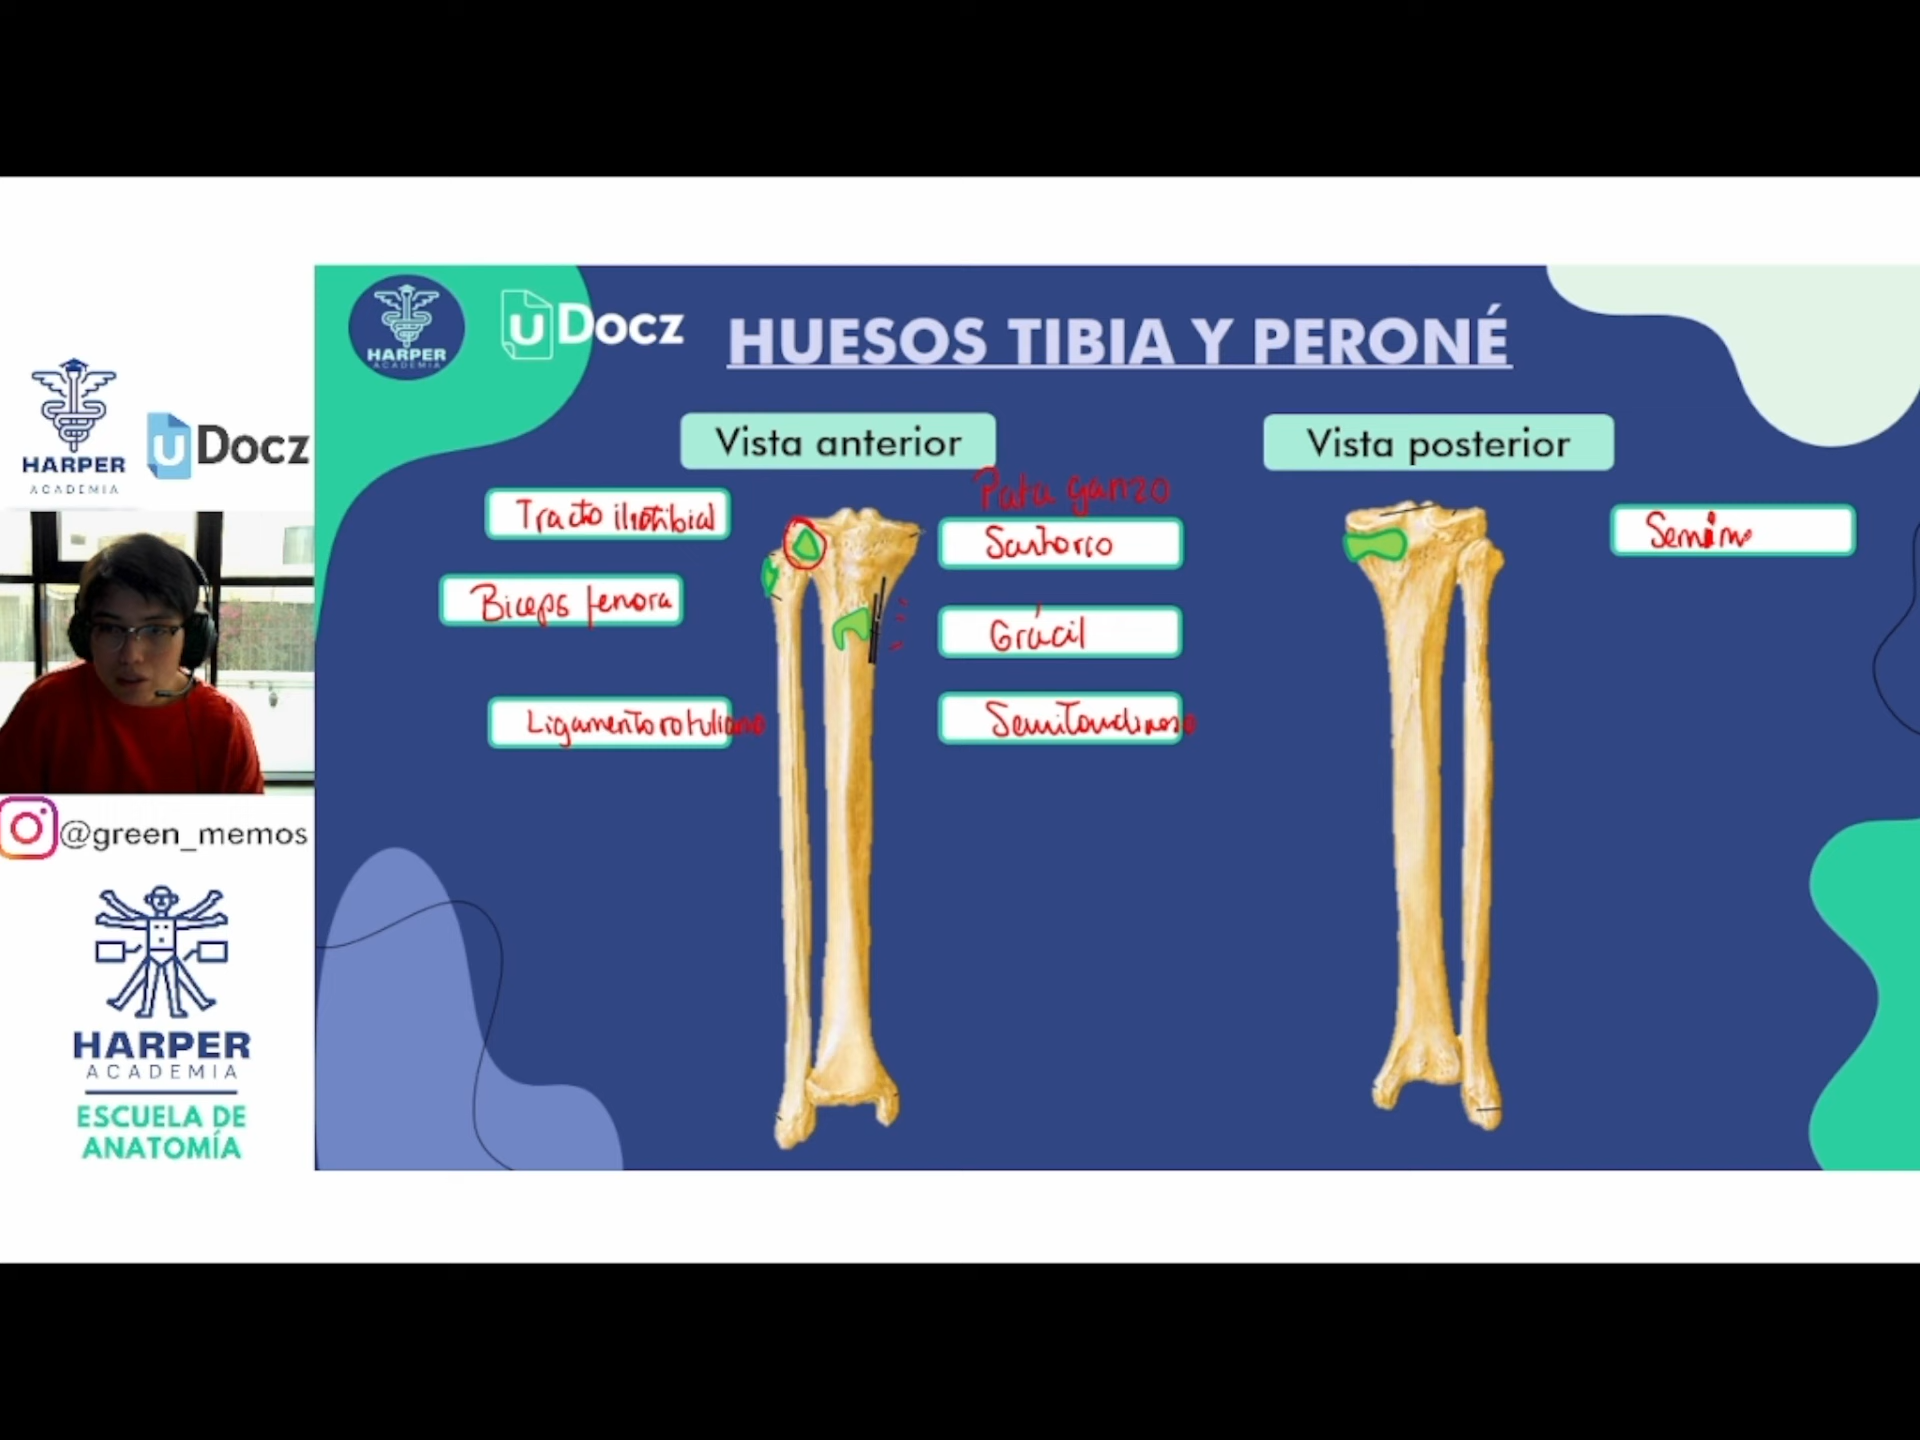 HARPER
ACADEMIA
uDocz
@green_memos
HARPER
ACADEMIA
ESCUELA DE
ANATOMÍA
HARPER
ACADEMIA
uDocz
HUESOS TIBIA Y PERONÉ
Vista anterior
Tracto iliotibial
Biceps femora
Ligamento rotuliano
Pata ganzo
Sartorio
Grácil
Semitendinoso
Vista posterior
Semim